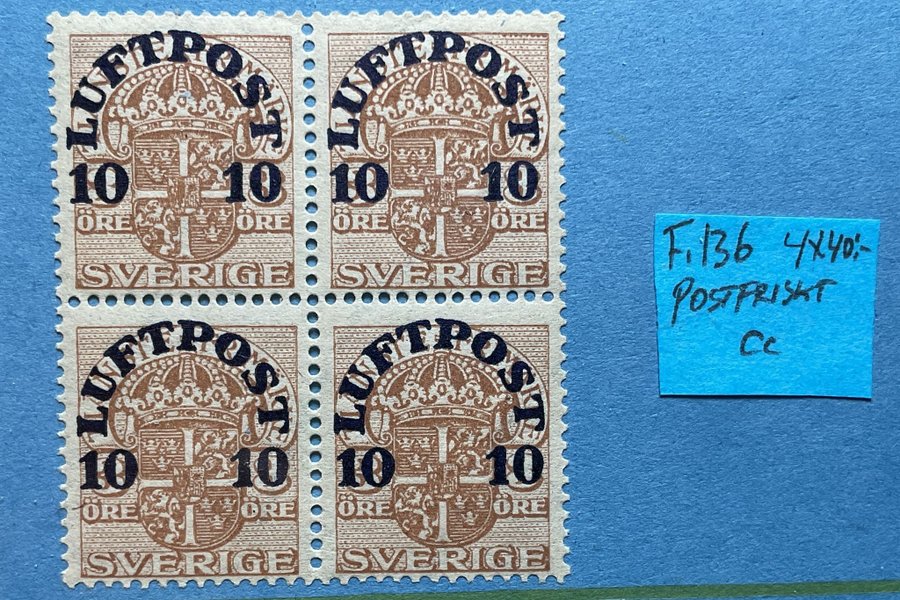 LUFTPOST LUFTPOST
10 10 10 10
ÖRE ÖRE ÖRE ÖRE
SVERIGE SVERIGE
LUFTPOST LUFTPOST
10 10 10 10
ÖRE ÖRE ÖRE ÖRE
SVERIGE SVERIGE
F.136 4X40:-
POSTFRISKT
CC